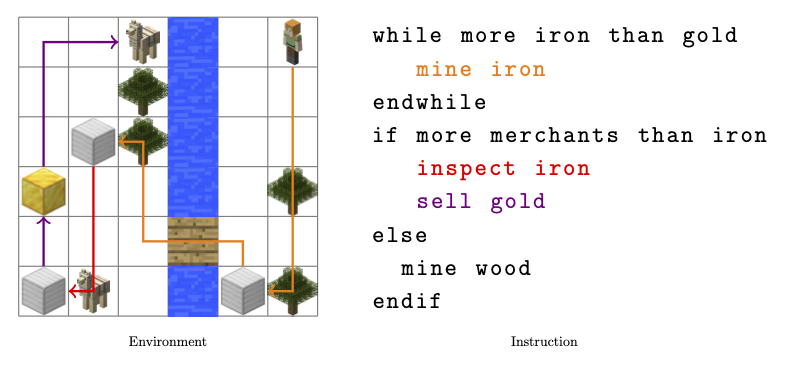 while more iron than gold
mine iron
endwhile
if more merchants than iron
inspect iron
sell gold
else
mine wood
endif
Environment
Instruction